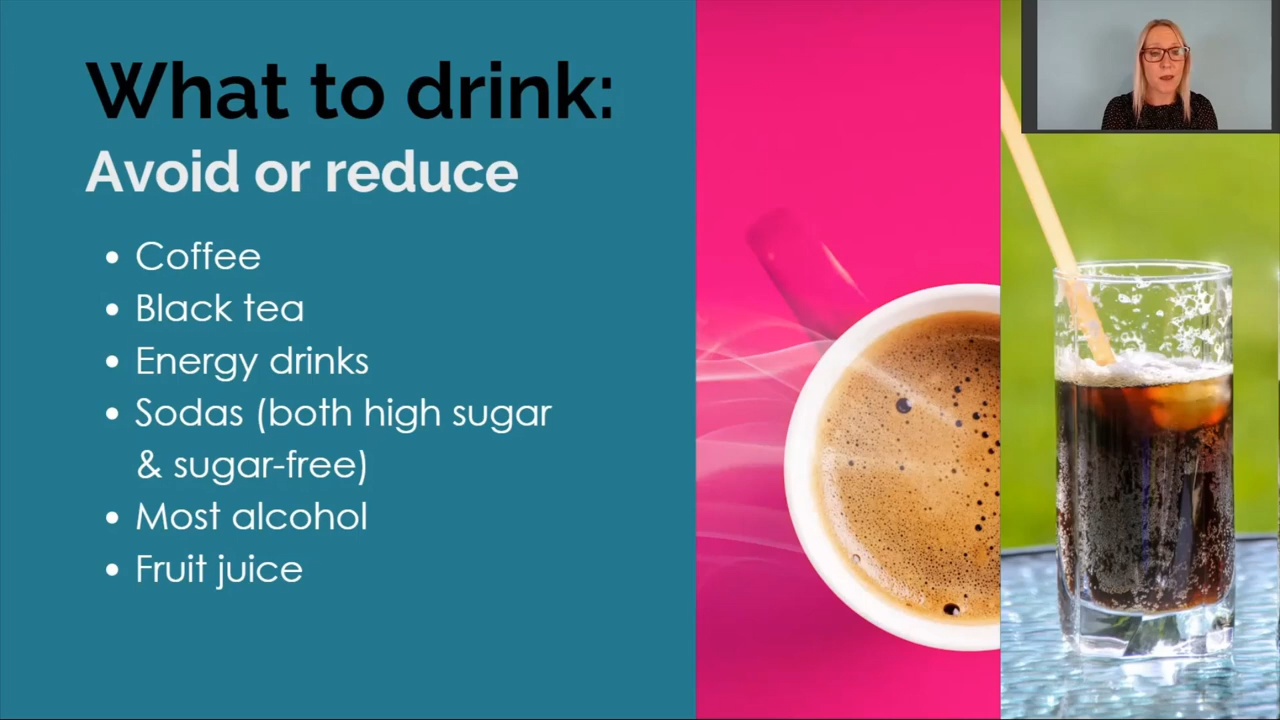 What to drink:
Avoid or reduce
• Coffee
• Black tea
• Energy drinks
• Sodas (both high sugar
& sugar-free)
• Most alcohol
• Fruit juice